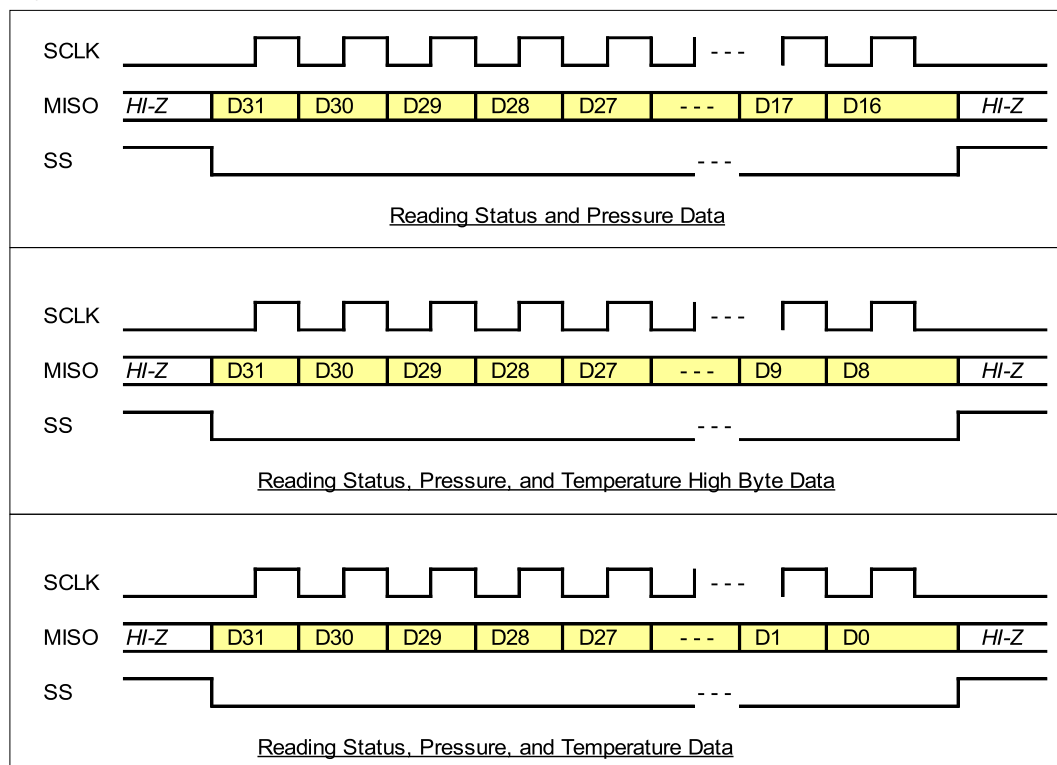 SCLK - - -
MISO HI-Z D31 D30 D29 D28 D27 - - - D17 D16 HI-Z
SS - - -
Reading Status and Pressure Data
SCLK - - -
MISO HI-Z D31 D30 D29 D28 D27 - - - D9 D8 HI-Z
SS - - -
Reading Status, Pressure, and Temperature High Byte Data
SCLK - - -
MISO HI-Z D31 D30 D29 D28 D27 - - - D1 D0 HI-Z
SS - - -
Reading Status, Pressure, and Temperature Data